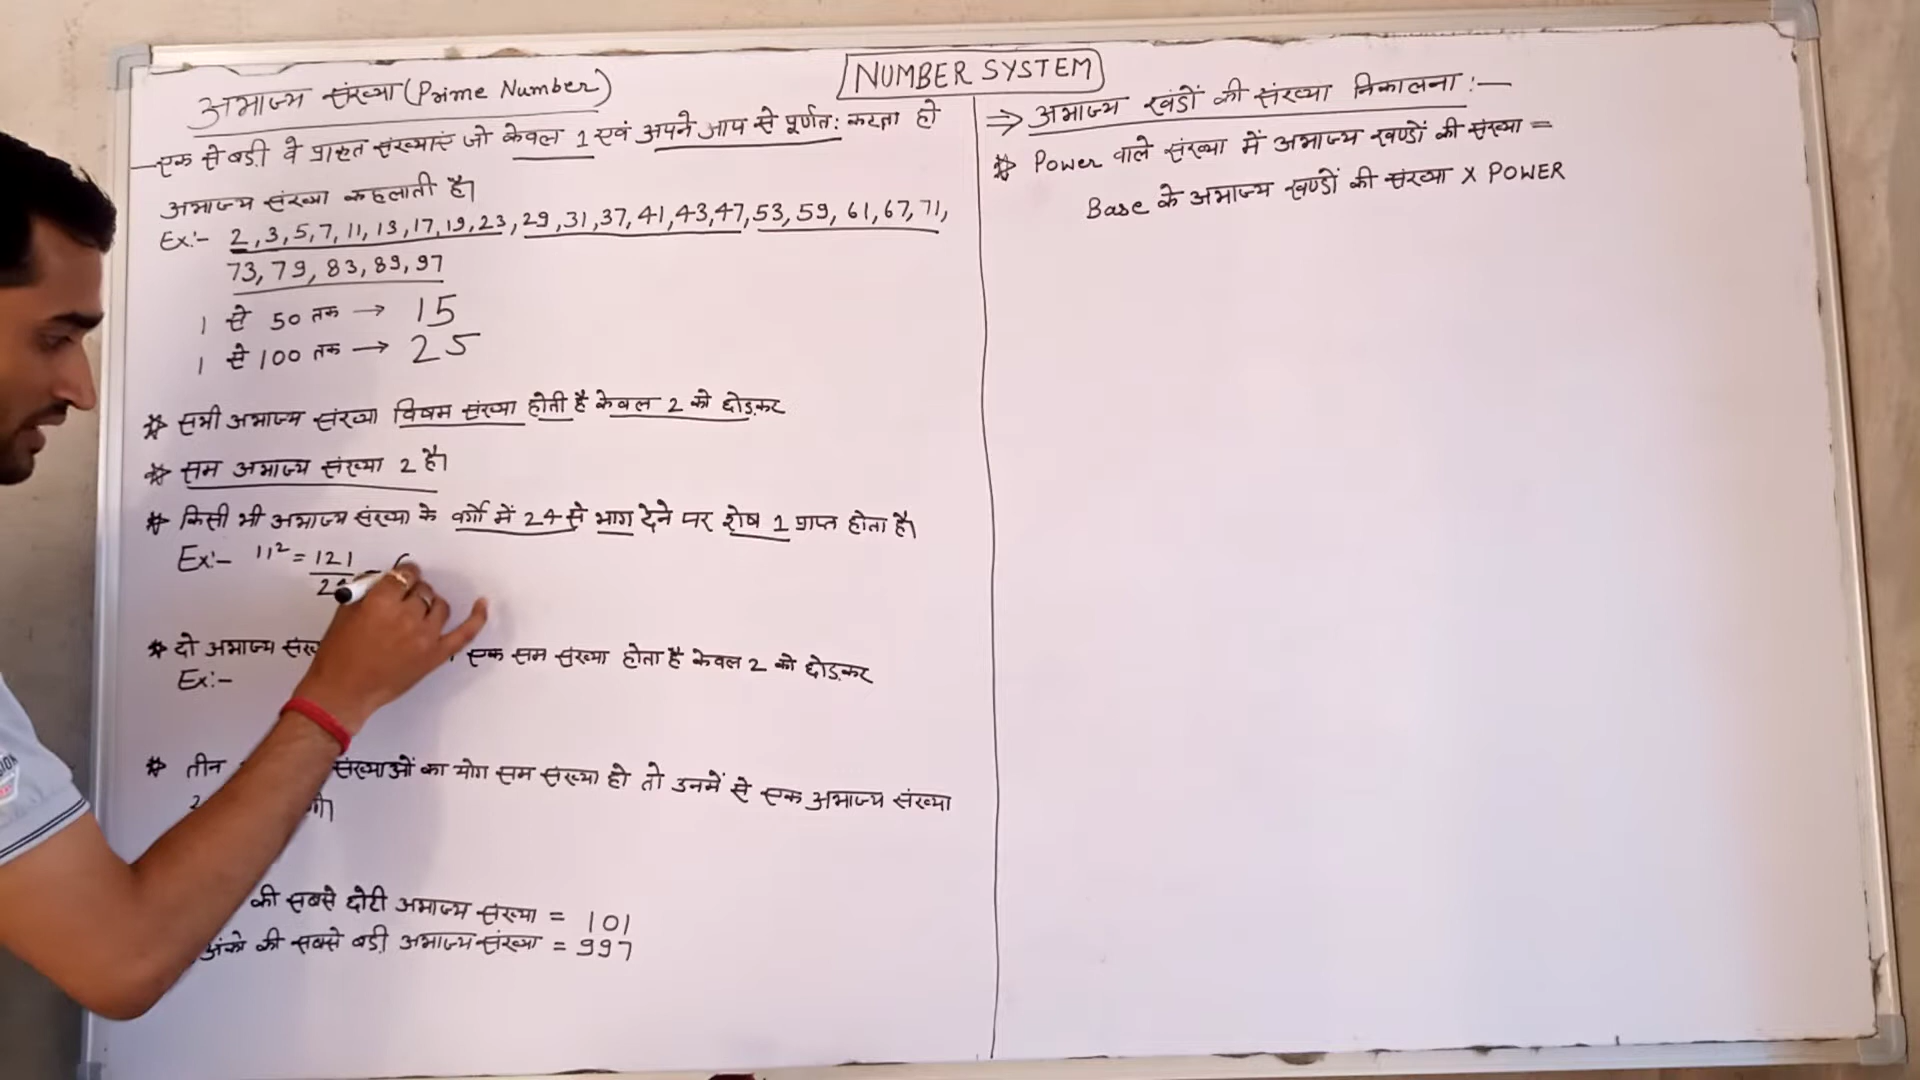 NUMBER SYSTEM
अभाज्य संख्या (Prime Number)
— एक से बडी वे प्राकृत संख्याएं जो केवल 1 एवं अपने आप से पूर्णत: करता हो
अभाज्य संख्या कहलाती है।
Ex:- 2, 3, 5, 7, 11, 13, 17, 19, 23, 29, 31, 37, 41, 43, 47, 53, 59, 61, 67, 71,
73, 79, 83, 89, 97
1 से 50 तक → 15
1 से 100 तक → 25
* सभी अभाज्य संख्या विषम संख्या होती है केवल 2 को छोड़कर
* सम अभाज्य संख्या 2 है।
* किसी भी अभाज्य संख्या के वर्गो में 24 से भाग देने पर शेष 1 प्राप्त होता है।
Ex:- 11² = 121
* दो अभाज्य एक सम संख्या होता है केवल 2 को छोड़कर
Ex:-
* तीन संख्याओं का योग सम संख्या हो तो उनमें से एक अभाज्य संख्या
की सबसे छोटी अभाज्य संख्या = 101
अंको की सबसे बडी अभाज्य संख्या = 997
⇒ अभाज्य खंडों की संख्या निकालना :—
* Power वाले संख्या में अभाज्य खण्डों की संख्या =
Base के अभाज्य खण्डों की संख्या X POWER